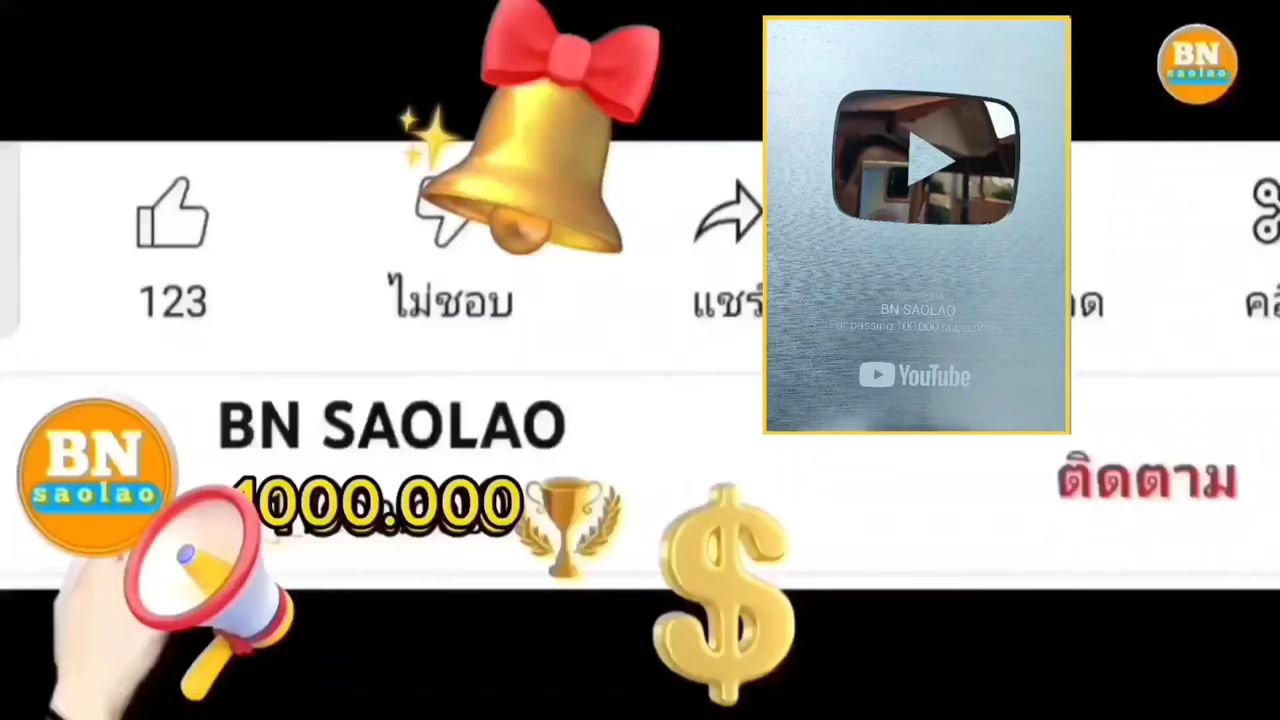 BN
saolao
123
ไม่ชอบ
แชร์
BN SAOLAO
For passing 100,000 subscribers
YouTube
BN SAOLAO
BN
saolao
1000.000
ติดตาม